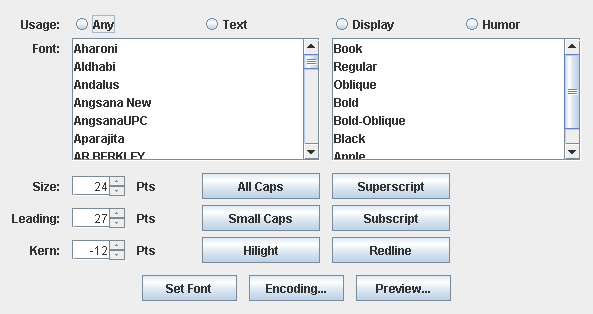 Usage: Any Text Display Humor
Font: Aharoni Book
Aldhabi Regular
Andalus Oblique
Angsana New Bold
AngsanaUPC Bold-Oblique
Aparajita Black
AR BERKLEY Apple
Size: 24 Pts All Caps Superscript
Leading: 27 Pts Small Caps Subscript
Kern: -12 Pts Hilight Redline
Set Font Encoding... Preview...